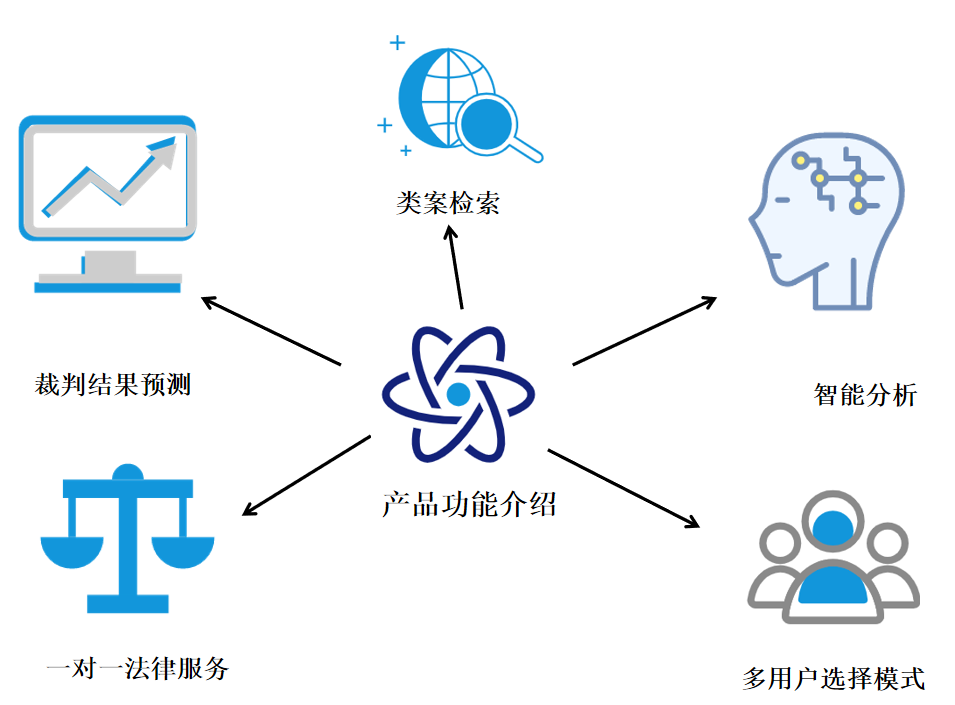 类案检索
裁判结果预测
智能分析
产品功能介绍
一对一法律服务
多用户选择模式